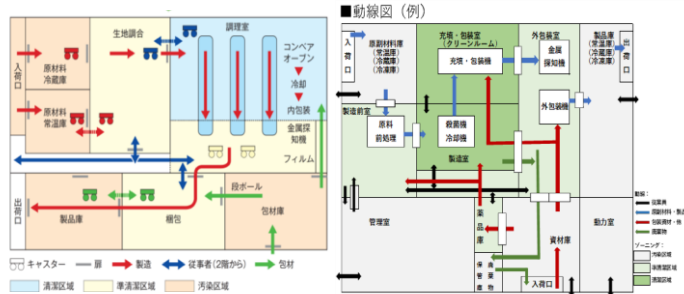 生地調合
調理室
コンベア
オーブン
冷却
内包装
金属探
知機
フィルム
入荷口
原材料
冷蔵庫
原材料
常温庫
出荷口
製品庫
梱包
段ボール
包材庫
キャスター
扉
製造
従事者(2階から)
包材
清潔区域
準清潔区域
汚染区域
■動線図（例）
入荷口
原副材料庫
(常温庫)
(冷蔵庫)
(冷凍庫)
充填・包装室
(クリーンルーム)
充填・包装機
外包装室
金属
探知機
製品庫
(常温庫)
(冷蔵庫)
(冷凍庫)
出荷口
外包装機
製造前室
原料
前処理
殺菌機
冷却機
製造室
管理室
薬品庫
資材庫
動力室
保管
廃棄物
入荷口
動線：
従業員
原副材料・製品
包装資材・他
廃棄物
ゾーニング：
汚染区域
準清潔区域
清潔区域